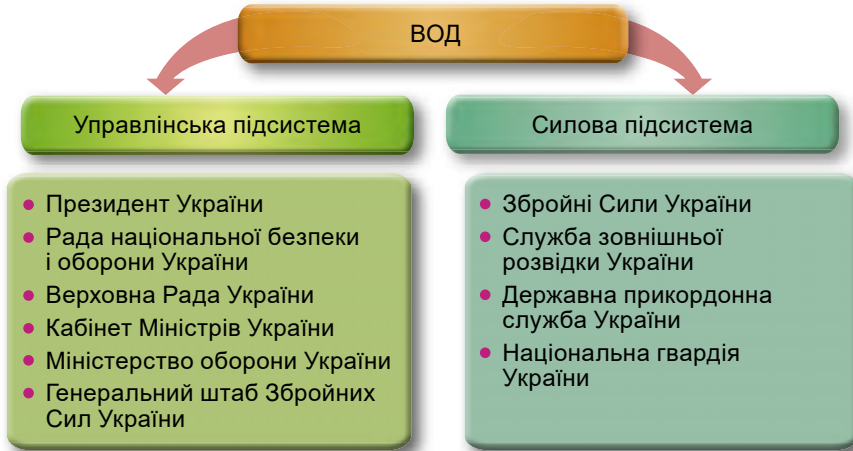 ВОД
Управлінська підсистема
Президент України
Рада національної безпеки
і оборони України
Верховна Рада України
Кабінет Міністрів України
Міністерство оборони України
Генеральний штаб Збройних
Сил України
Силова підсистема
Збройні Сили України
Служба зовнішньої
розвідки України
Державна прикордонна
служба України
Національна гвардія
України